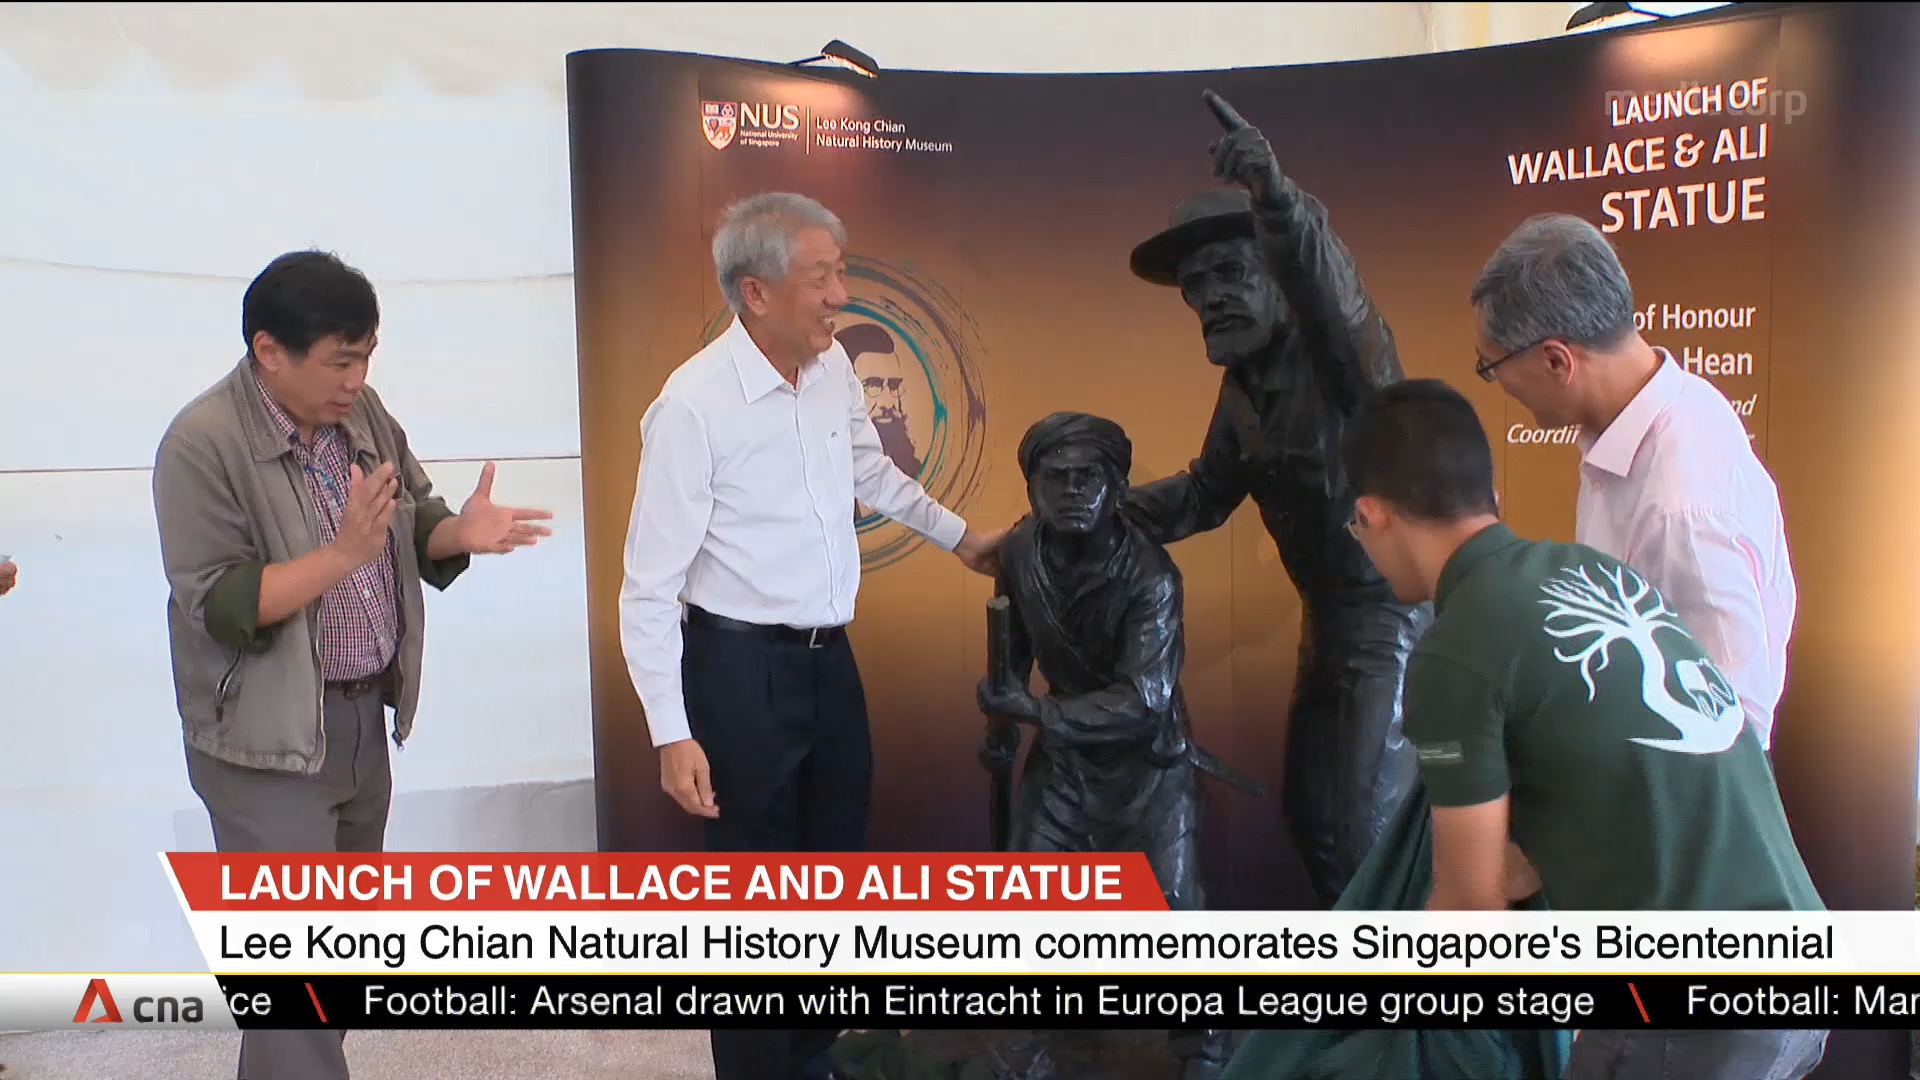 NUS
National University
of Singapore
Lee Kong Chian
Natural History Museum
mediacorp
LAUNCH OF
WALLACE & ALI
STATUE
of Honour
Hean
nd
Coordi
LAUNCH OF WALLACE AND ALI STATUE
Lee Kong Chian Natural History Museum commemorates Singapore's Bicentennial
cna
ice \ Football: Arsenal drawn with Eintracht in Europa League group stage \ Football: Mar